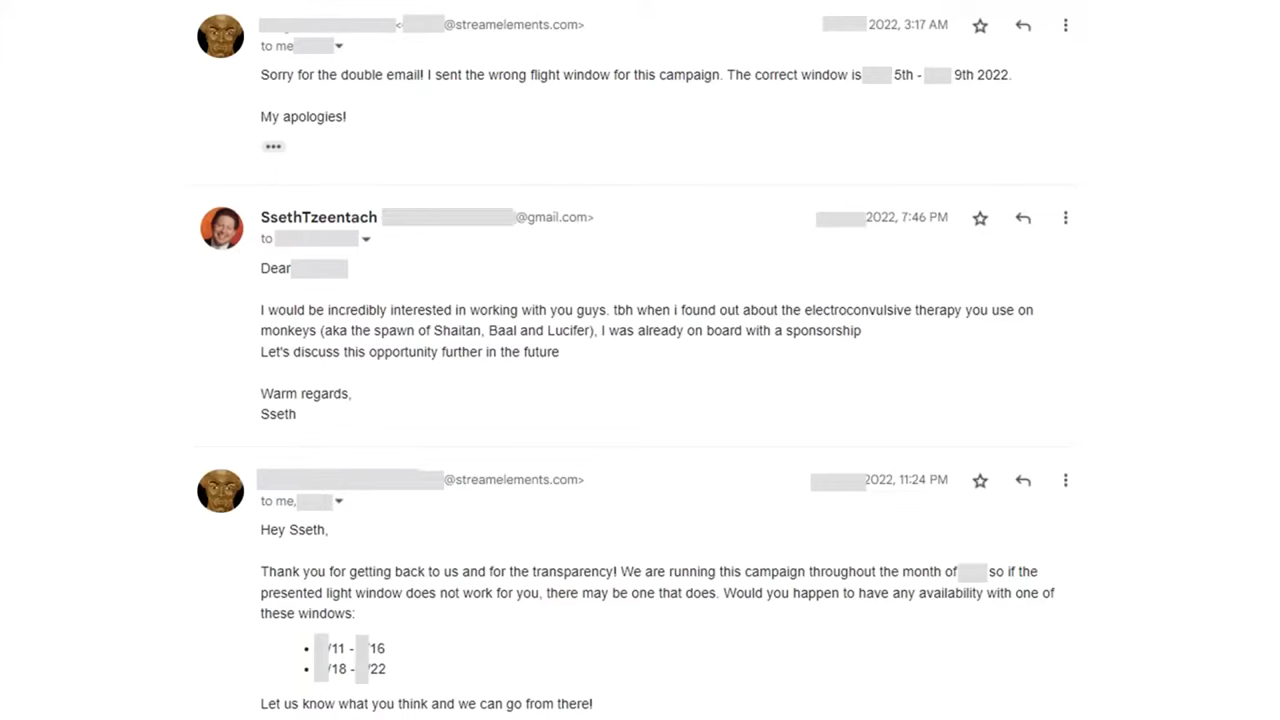 @streamelements.com> 2022, 3:17 AM
to me
Sorry for the double email! I sent the wrong flight window for this campaign. The correct window is 5th - 9th 2022.
My apologies!
SsethTzeentach @gmail.com> 2022, 7:46 PM
to
Dear
I would be incredibly interested in working with you guys. tbh when i found out about the electroconvulsive therapy you use on
monkeys (aka the spawn of Shaitan, Baal and Lucifer), I was already on board with a sponsorship
Let's discuss this opportunity further in the future
Warm regards,
Sseth
@streamelements.com> 2022, 11:24 PM
to me,
Hey Sseth,
Thank you for getting back to us and for the transparency! We are running this campaign throughout the month of so if the
presented light window does not work for you, there may be one that does. Would you happen to have any availability with one of
these windows:
• /11 - /16
• /18 - /22
Let us know what you think and we can go from there!